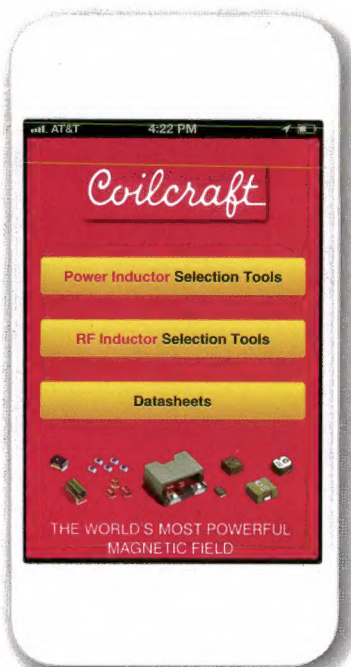 AT&T 4:22 PM
Coilcraft
Power Inductor Selection Tools
RF Inductor Selection Tools
Datasheets
THE WORLD'S MOST POWERFUL
MAGNETIC FIELD